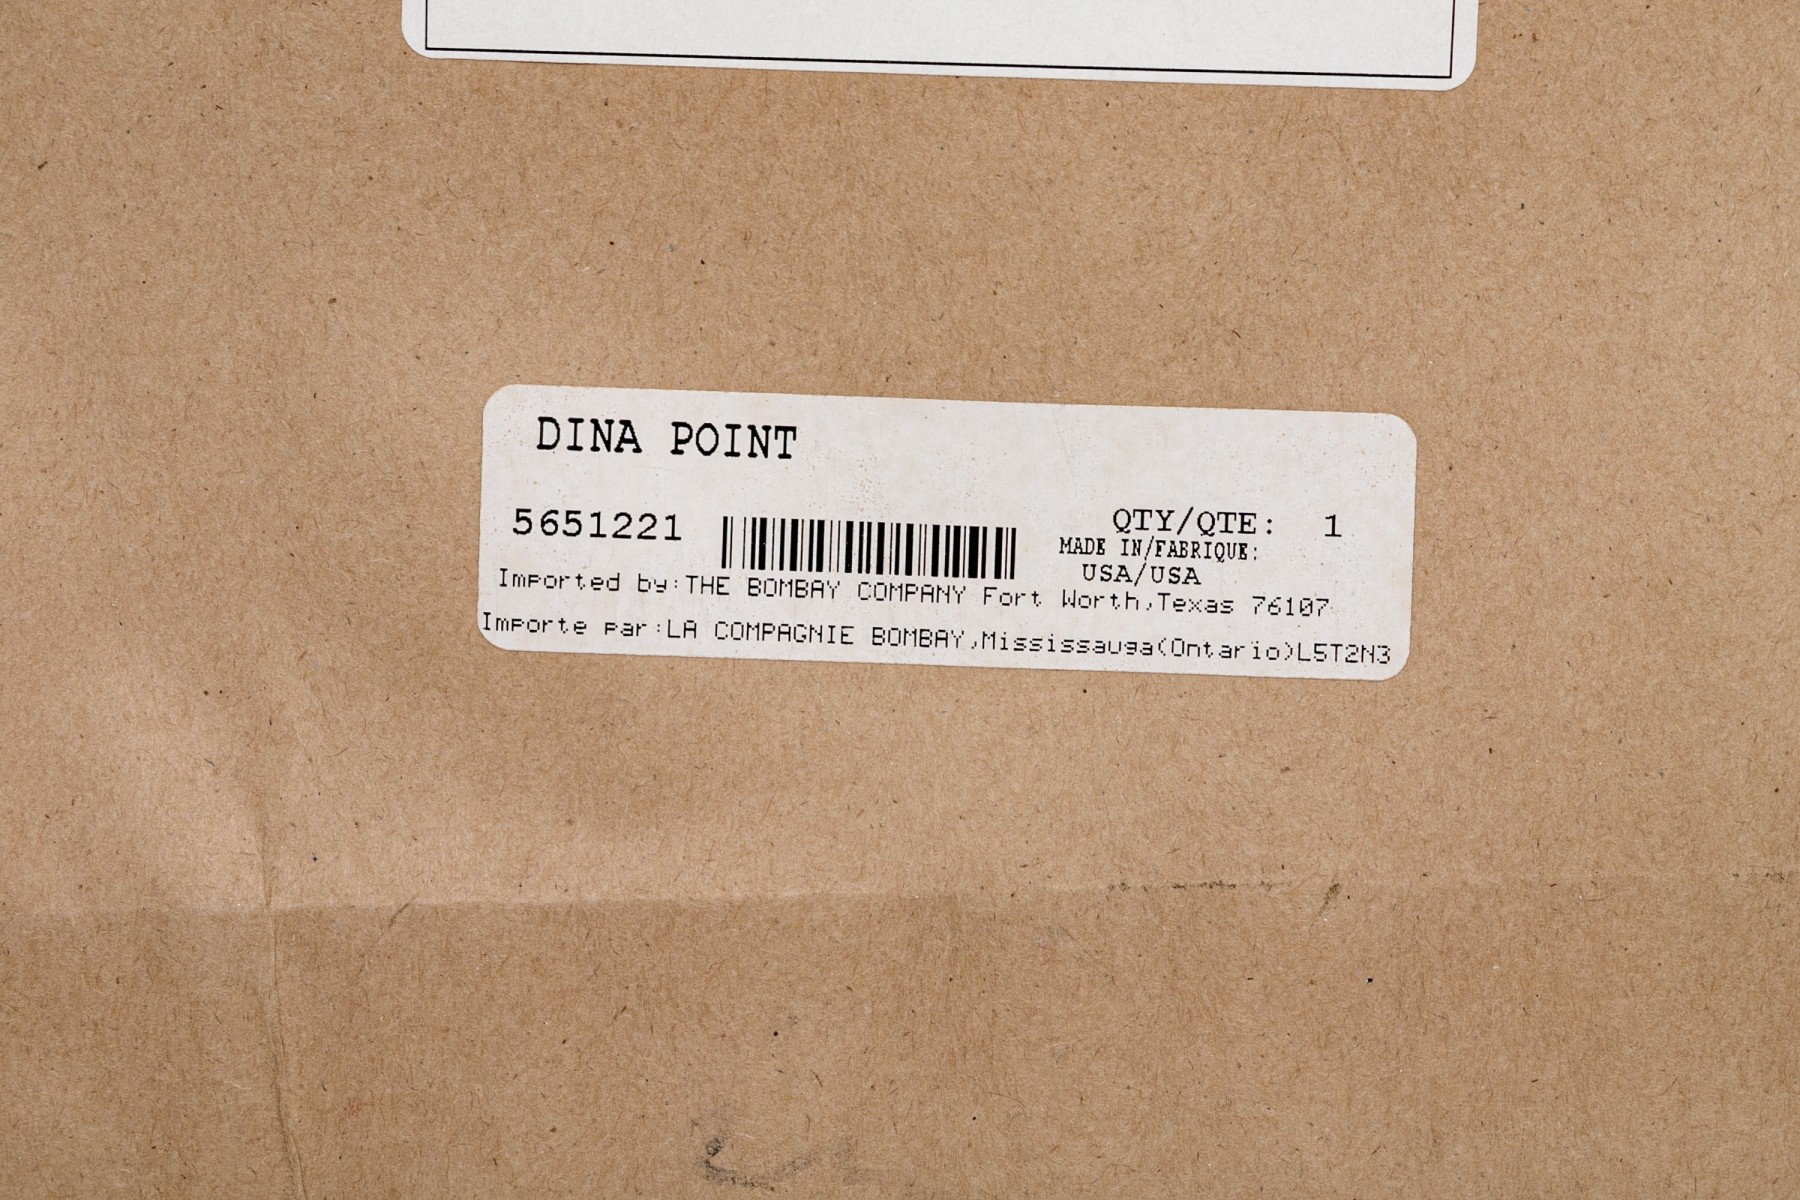 DINA POINT
5651221
QTY/QTE: 1
MADE IN/FABRIQUE:
USA/USA
Imported by:THE BOMBAY COMPANY Fort Worth,Texas 76107
Importe par:LA COMPAGNIE BOMBAY,Mississauga(Ontario)L5T2N3